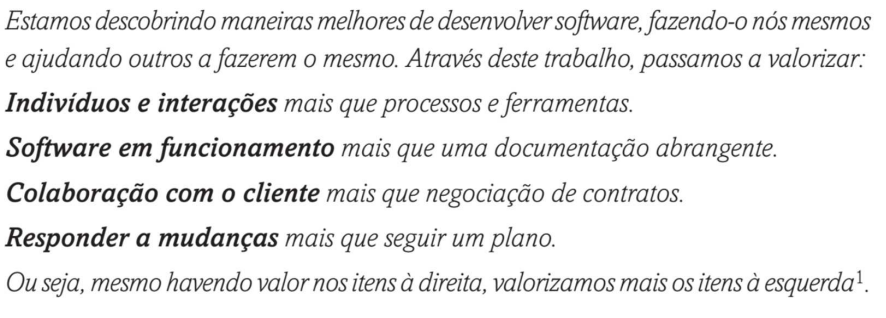 Estamos descobrindo maneiras melhores de desenvolver software, fazendo-o nós mesmos
e ajudando outros a fazerem o mesmo. Através deste trabalho, passamos a valorizar:
Indivíduos e interações mais que processos e ferramentas.
Software em funcionamento mais que uma documentação abrangente.
Colaboração com o cliente mais que negociação de contratos.
Responder a mudanças mais que seguir um plano.
Ou seja, mesmo havendo valor nos itens à direita, valorizamos mais os itens à esquerda¹.